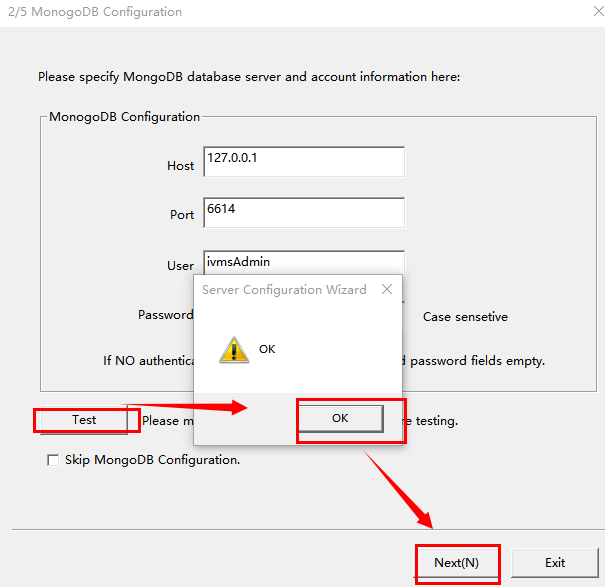 2/5 MonogoDB Configuration
Please specify MongoDB database server and account information here:
MonogoDB Configuration
Host
127.0.0.1
Port
6614
User
ivmsAdmin
Server Configuration Wizard
Password
Case sensetive
OK
If NO authentica
d password fields empty.
Test
Please m
OK
re testing.
Skip MongoDB Configuration.
Next(N)
Exit